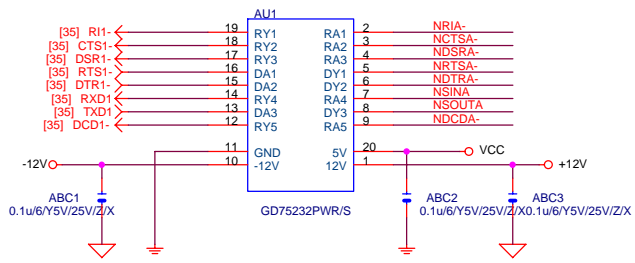 AU1
[35] RI1- 19 RY1 RA1 2 NRIA-
[35] CTS1- 18 RY2 RA2 3 NCTSA-
[35] DSR1- 17 RY3 RA3 4 NDSRA-
[35] RTS1- 16 DA1 DY1 5 NRTSA-
[35] DTR1- 15 DA2 DY2 6 NDTRA-
[35] RXD1 14 RY4 RA4 7 NSINA
[35] TXD1 13 DA3 DY3 8 NSOUTA
[35] DCD1- 12 RY5 RA5 9 NDCDA-
11 GND 5V 20 VCC
-12V 10 -12V 12V 1 +12V
ABC1 ABC2 ABC3
0.1u/6/Y5V/25V/Z/X GD75232PWR/S 0.1u/6/Y5V/25V/Z/X 0.1u/6/Y5V/25V/Z/X